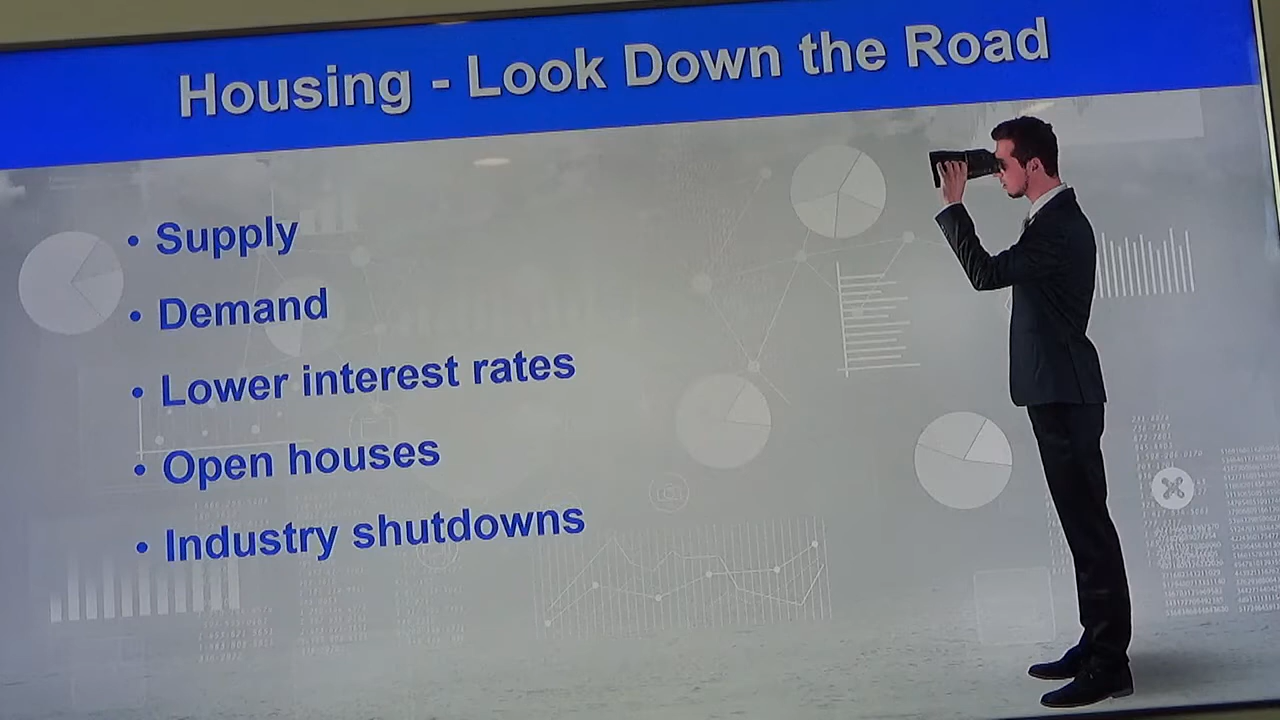 Housing - Look Down the Road
• Supply
• Demand
• Lower interest rates
• Open houses
• Industry shutdowns